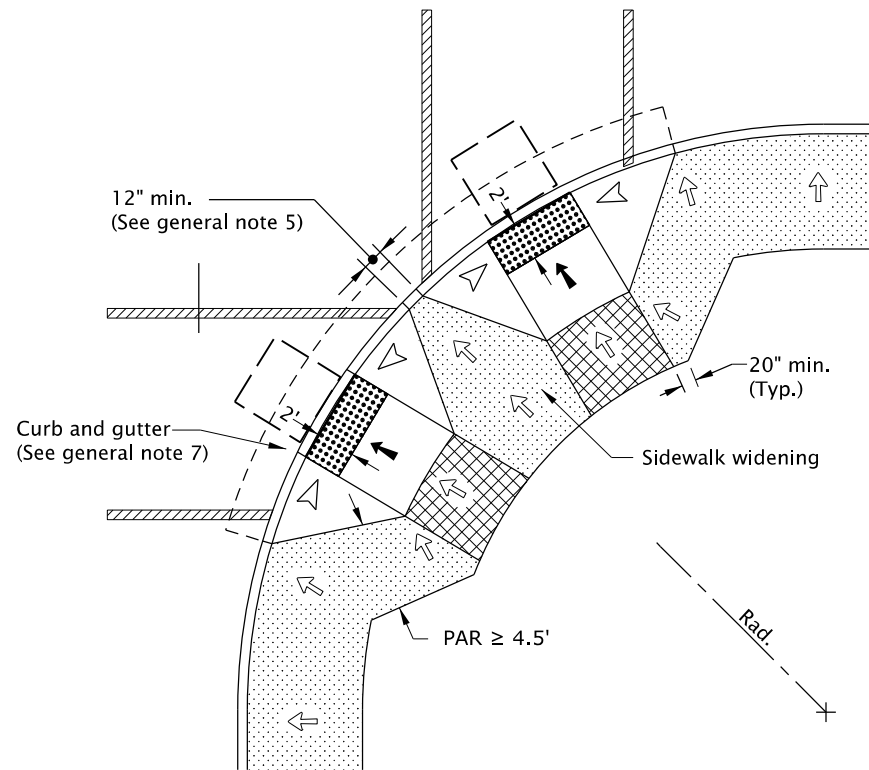 12" min.
(See general note 5)
2'
20" min.
(Typ.)
2'
Curb and gutter
(See general note 7)
Sidewalk widening
Rad.
PAR ≥ 4.5'